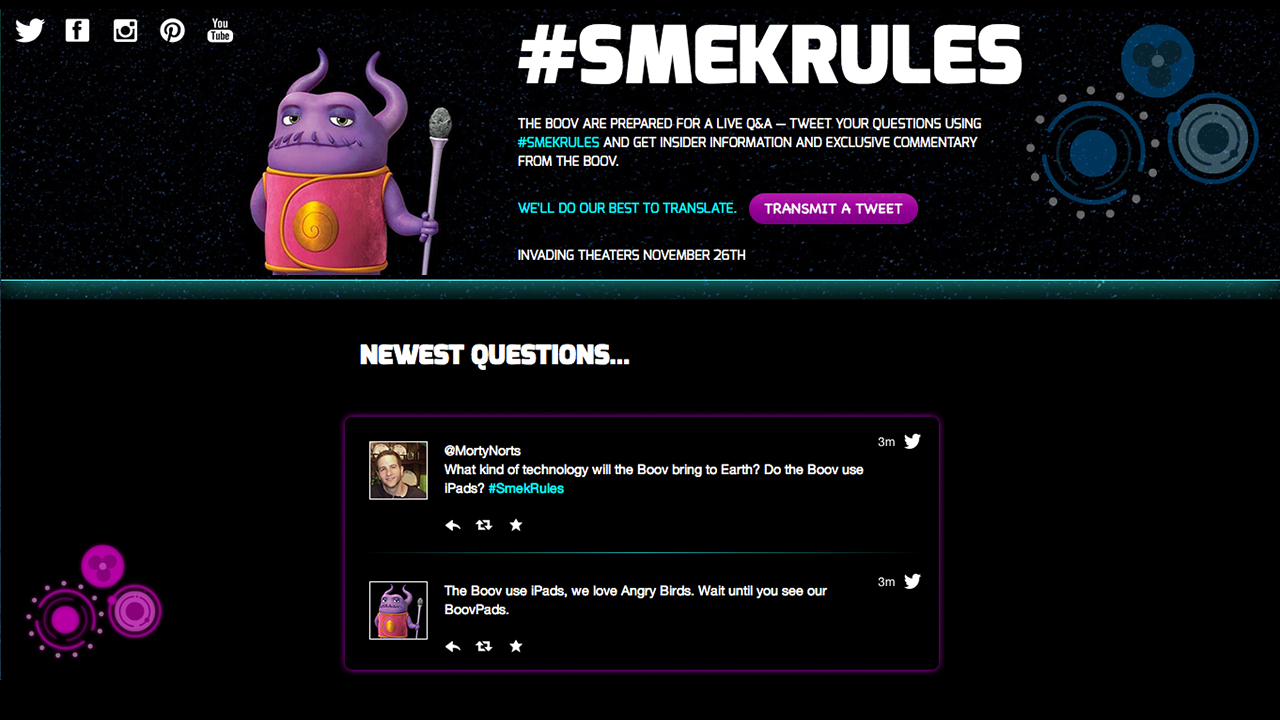 You
Tube
#SMEKRULES
THE BOOV ARE PREPARED FOR A LIVE Q&A — TWEET YOUR QUESTIONS USING
#SMEKRULES AND GET INSIDER INFORMATION AND EXCLUSIVE COMMENTARY
FROM THE BOOV.
WE'LL DO OUR BEST TO TRANSLATE. TRANSMIT A TWEET
INVADING THEATERS NOVEMBER 26TH
NEWEST QUESTIONS...
3m
@MortyNorts
What kind of technology will the Boov bring to Earth? Do the Boov use
iPads? #SmekRules
3m
The Boov use iPads, we love Angry Birds. Wait until you see our
BoovPads.